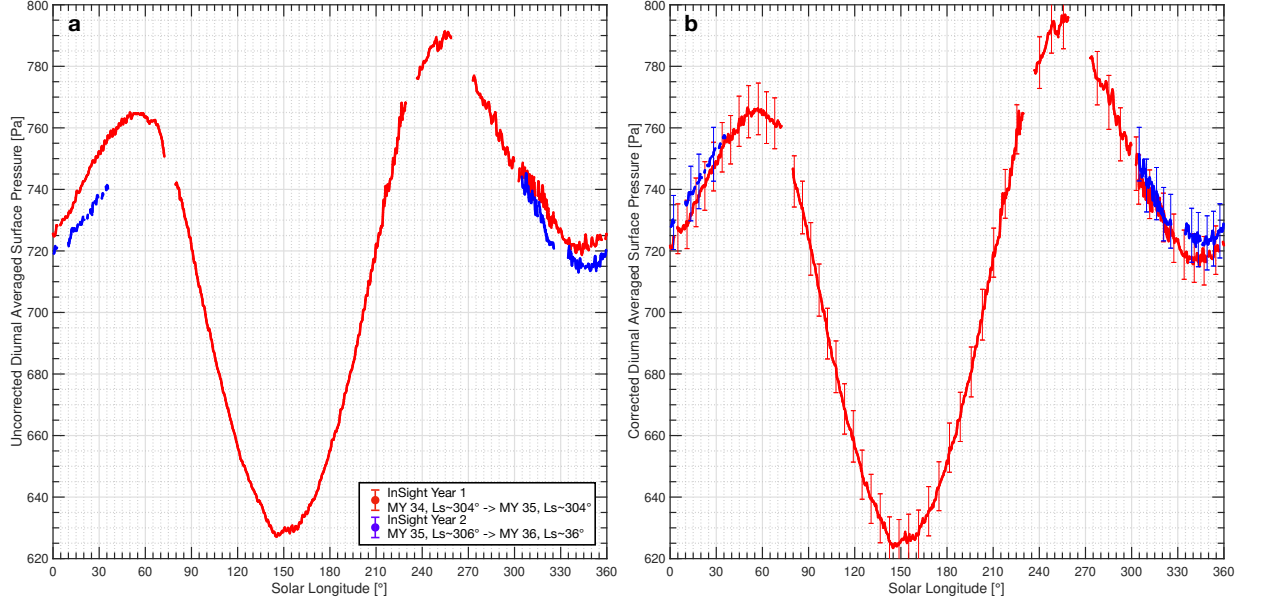 a
Uncorrected Diurnal Averaged Surface Pressure [Pa]
800
780
760
740
720
700
680
660
640
620
0 30 60 90 120 150 180 210 240 270 300 330 360
Solar Longitude [°]
InSight Year 1
MY 34, Ls~304° -> MY 35, Ls~304°
InSight Year 2
MY 35, Ls~306° -> MY 36, Ls~36°
b
Corrected Diurnal Averaged Surface Pressure [Pa]
800
780
760
740
720
700
680
660
640
620
0 30 60 90 120 150 180 210 240 270 300 330 360
Solar Longitude [°]